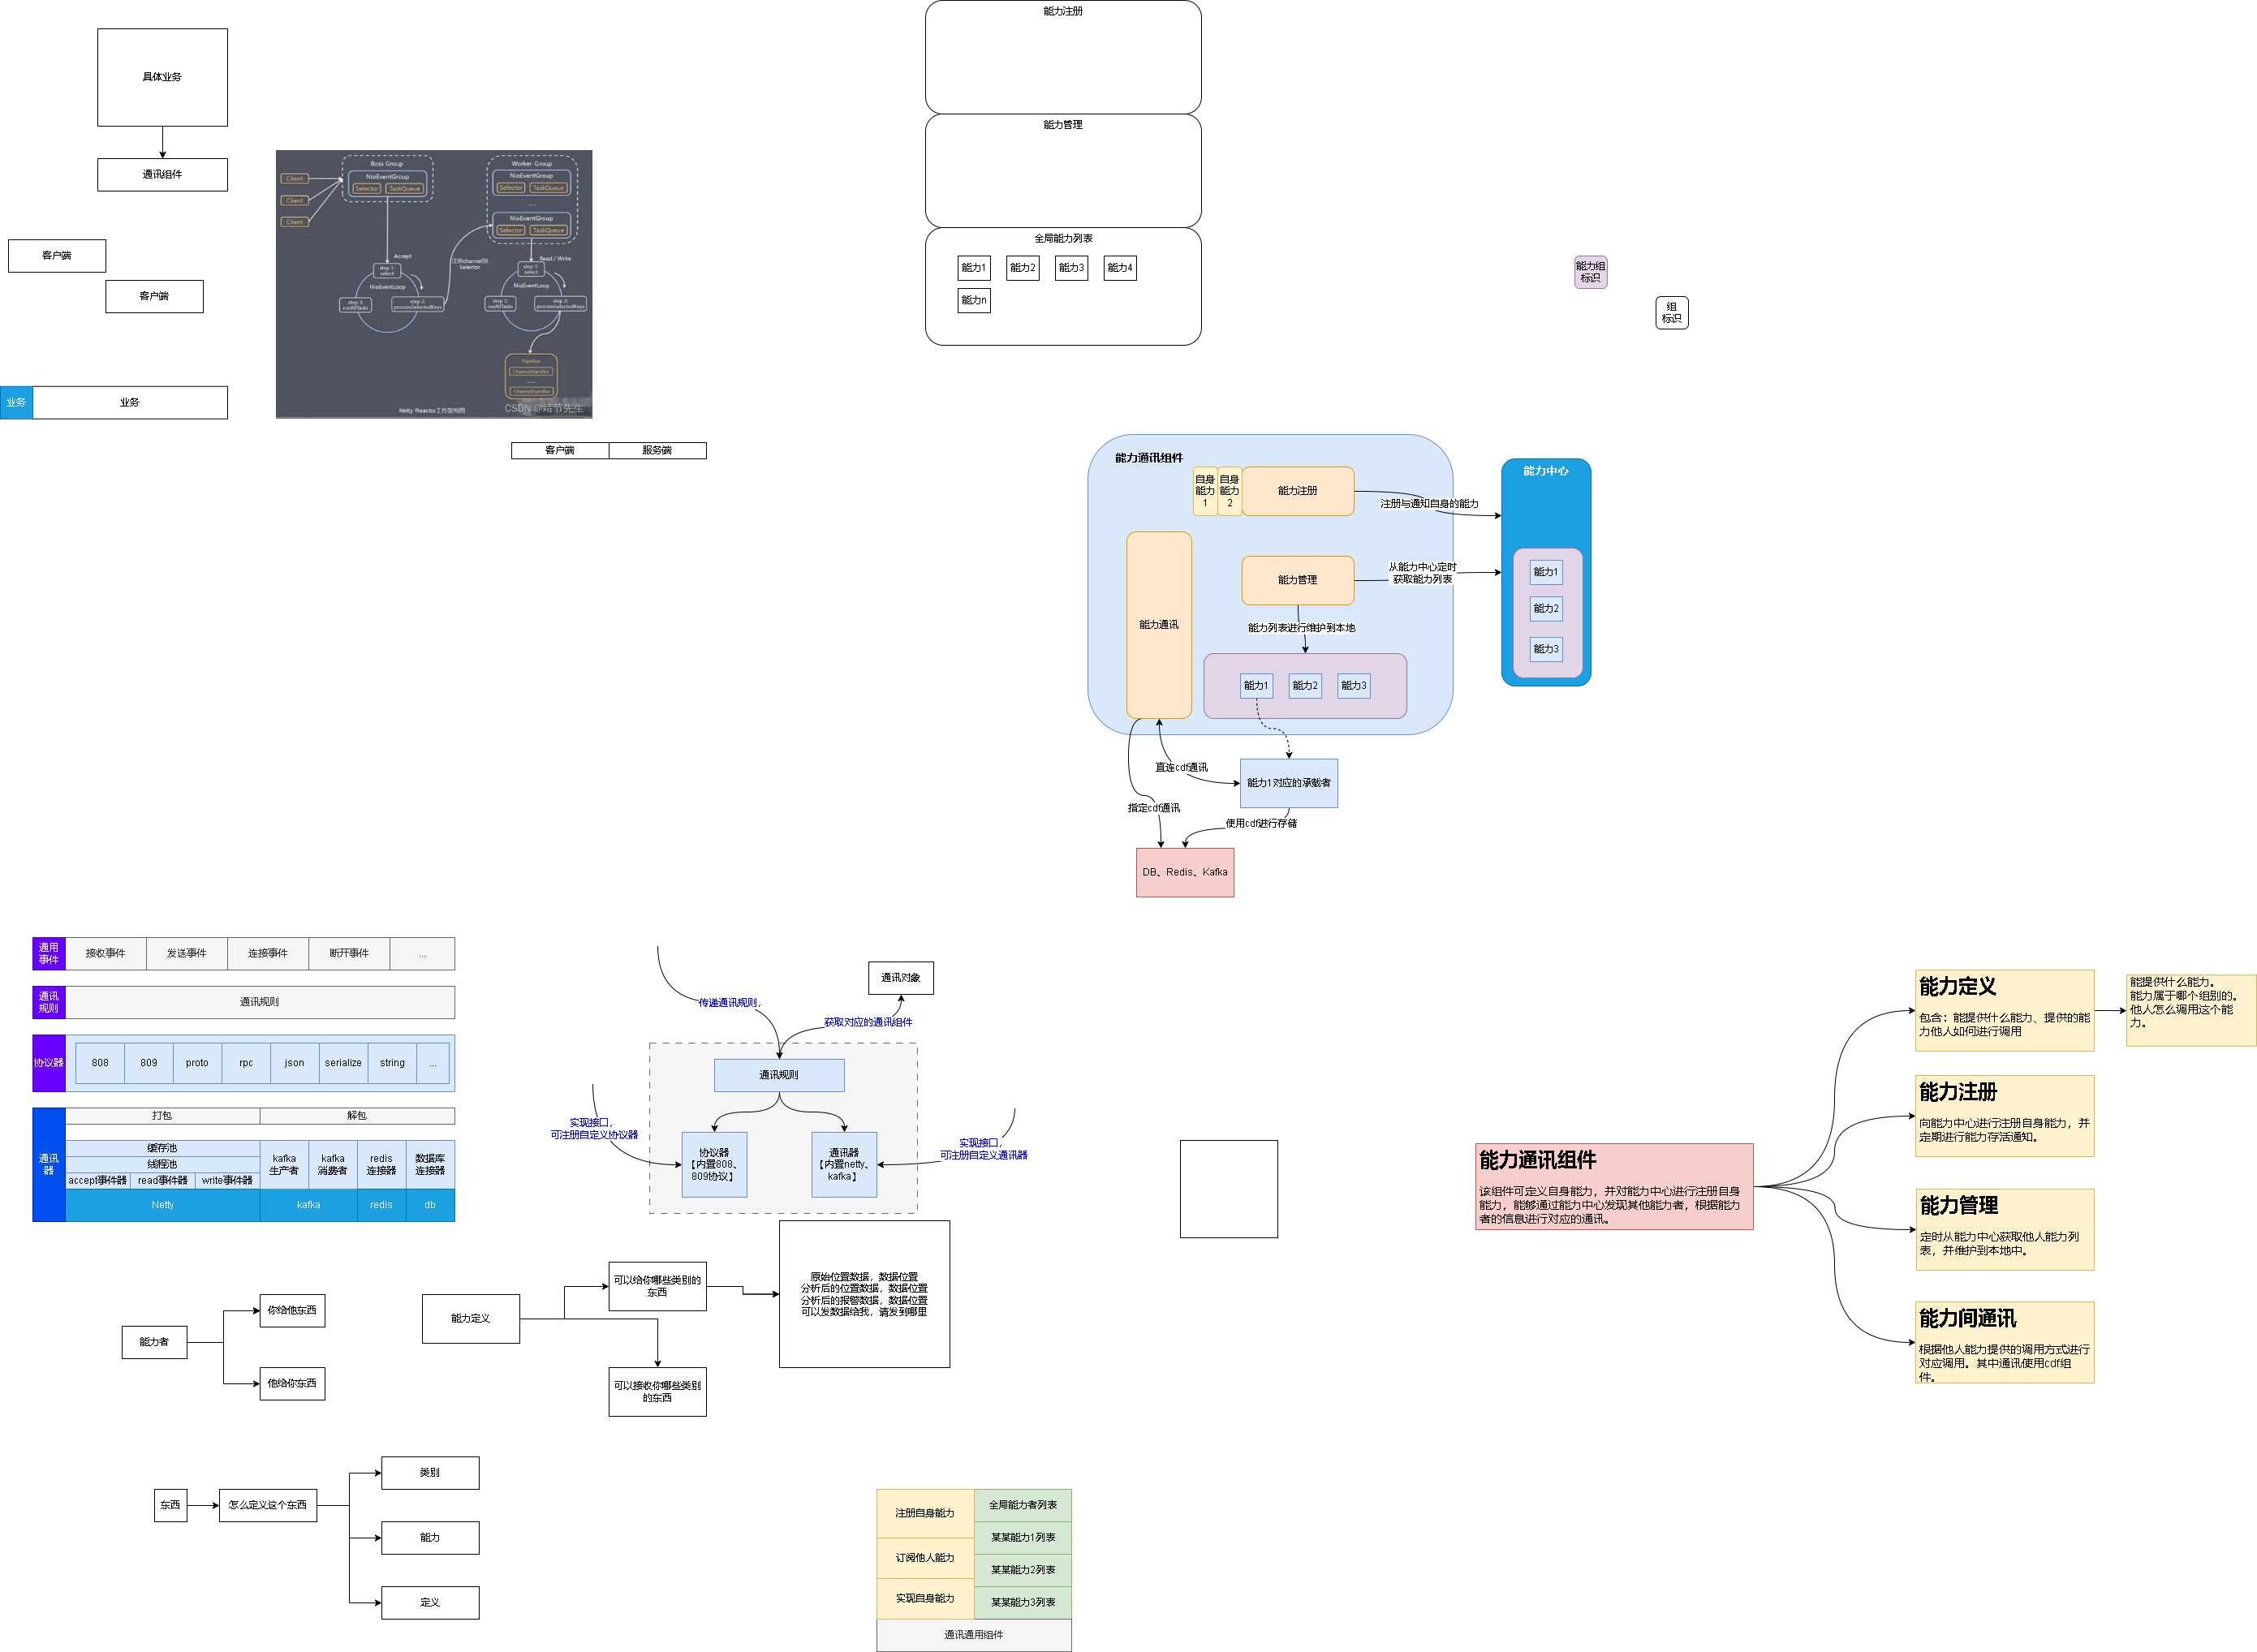 具体业务
通讯组件
客户端
客户端
业务
业务
Boss Group
NioEventGroup
Selector
TaskQueue
Client
Client
Client
Accept
step 1:
select
NioEventLoop
step 3:
runAllTasks
step 2:
processSelectedKeys
注册channel到
Selector
Worker Group
NioEventGroup
Selector
TaskQueue
......
NioEventGroup
Selector
TaskQueue
Read / Write
step 1:
select
NioEventLoop
step 3:
runAllTasks
step 2:
processSelectedKeys
Pipeline
ChannelHandler
......
ChannelHandler
Netty Reactor工作架构图
CSDN @靖节先生
客户端
服务端
能力注册
能力管理
全局能力列表
能力1
能力2
能力3
能力4
能力n
能力组
标识
组
标识
能力通讯组件
自身
能力
1
自身
能力
2
能力注册
注册与通知自身的能力
能力中心
能力通讯
能力管理
从能力中心定时
获取能力列表
能力1
能力2
能力3
能力列表进行维护到本地
能力1
能力2
能力3
直连cdf通讯
能力1对应的承载者
指定cdf通讯
使用cdf进行存储
DB、Redis、Kafka
通用
事件
接收事件
发送事件
连接事件
断开事件
...
通讯
规则
通讯规则
协议器
808
809
proto
rpc
json
serialize
string
...
通讯
器
打包
解包
缓存池
线程池
accept事件器
read事件器
write事件器
kafka
生产者
kafka
消费者
redis
连接器
数据库
连接器
Netty
kafka
redis
db
传递通讯规则，
通讯对象
获取对应的通讯组件
通讯规则
实现接口，
可注册自定义协议器
协议器
【内置808、
809协议】
通讯器
【内置netty、
kafka】
实现接口，
可注册自定义通讯器
能力通讯组件
该组件可定义自身能力，并对能力中心进行注册自身
能力，能够通过能力中心发现其他能力者，根据能力
者的信息进行对应的通讯。
能力定义
包含：能提供什么能力、提供的能
力他人如何进行调用
能提供什么能力。
能力属于哪个组别的。
他人怎么调用这个能
力。
能力注册
向能力中心进行注册自身能力，并
定期进行能力存活通知。
能力管理
定时从能力中心获取他人能力列
表，并维护到本地中。
能力间通讯
根据他人能力提供的调用方式进行
对应调用。其中通讯使用cdf组
件。
能力者
你给他东西
他给你东西
能力定义
可以给你哪些类别的
东西
可以接收你哪些类别
的东西
原始位置数据，数据位置
分析后的位置数据，数据位置
分析后的报警数据，数据位置
可以发数据给我，请发到哪里
东西
怎么定义这个东西
类别
能力
定义
注册自身能力
订阅他人能力
实现自身能力
全局能力者列表
某某能力1列表
某某能力2列表
某某能力3列表
通讯通用组件